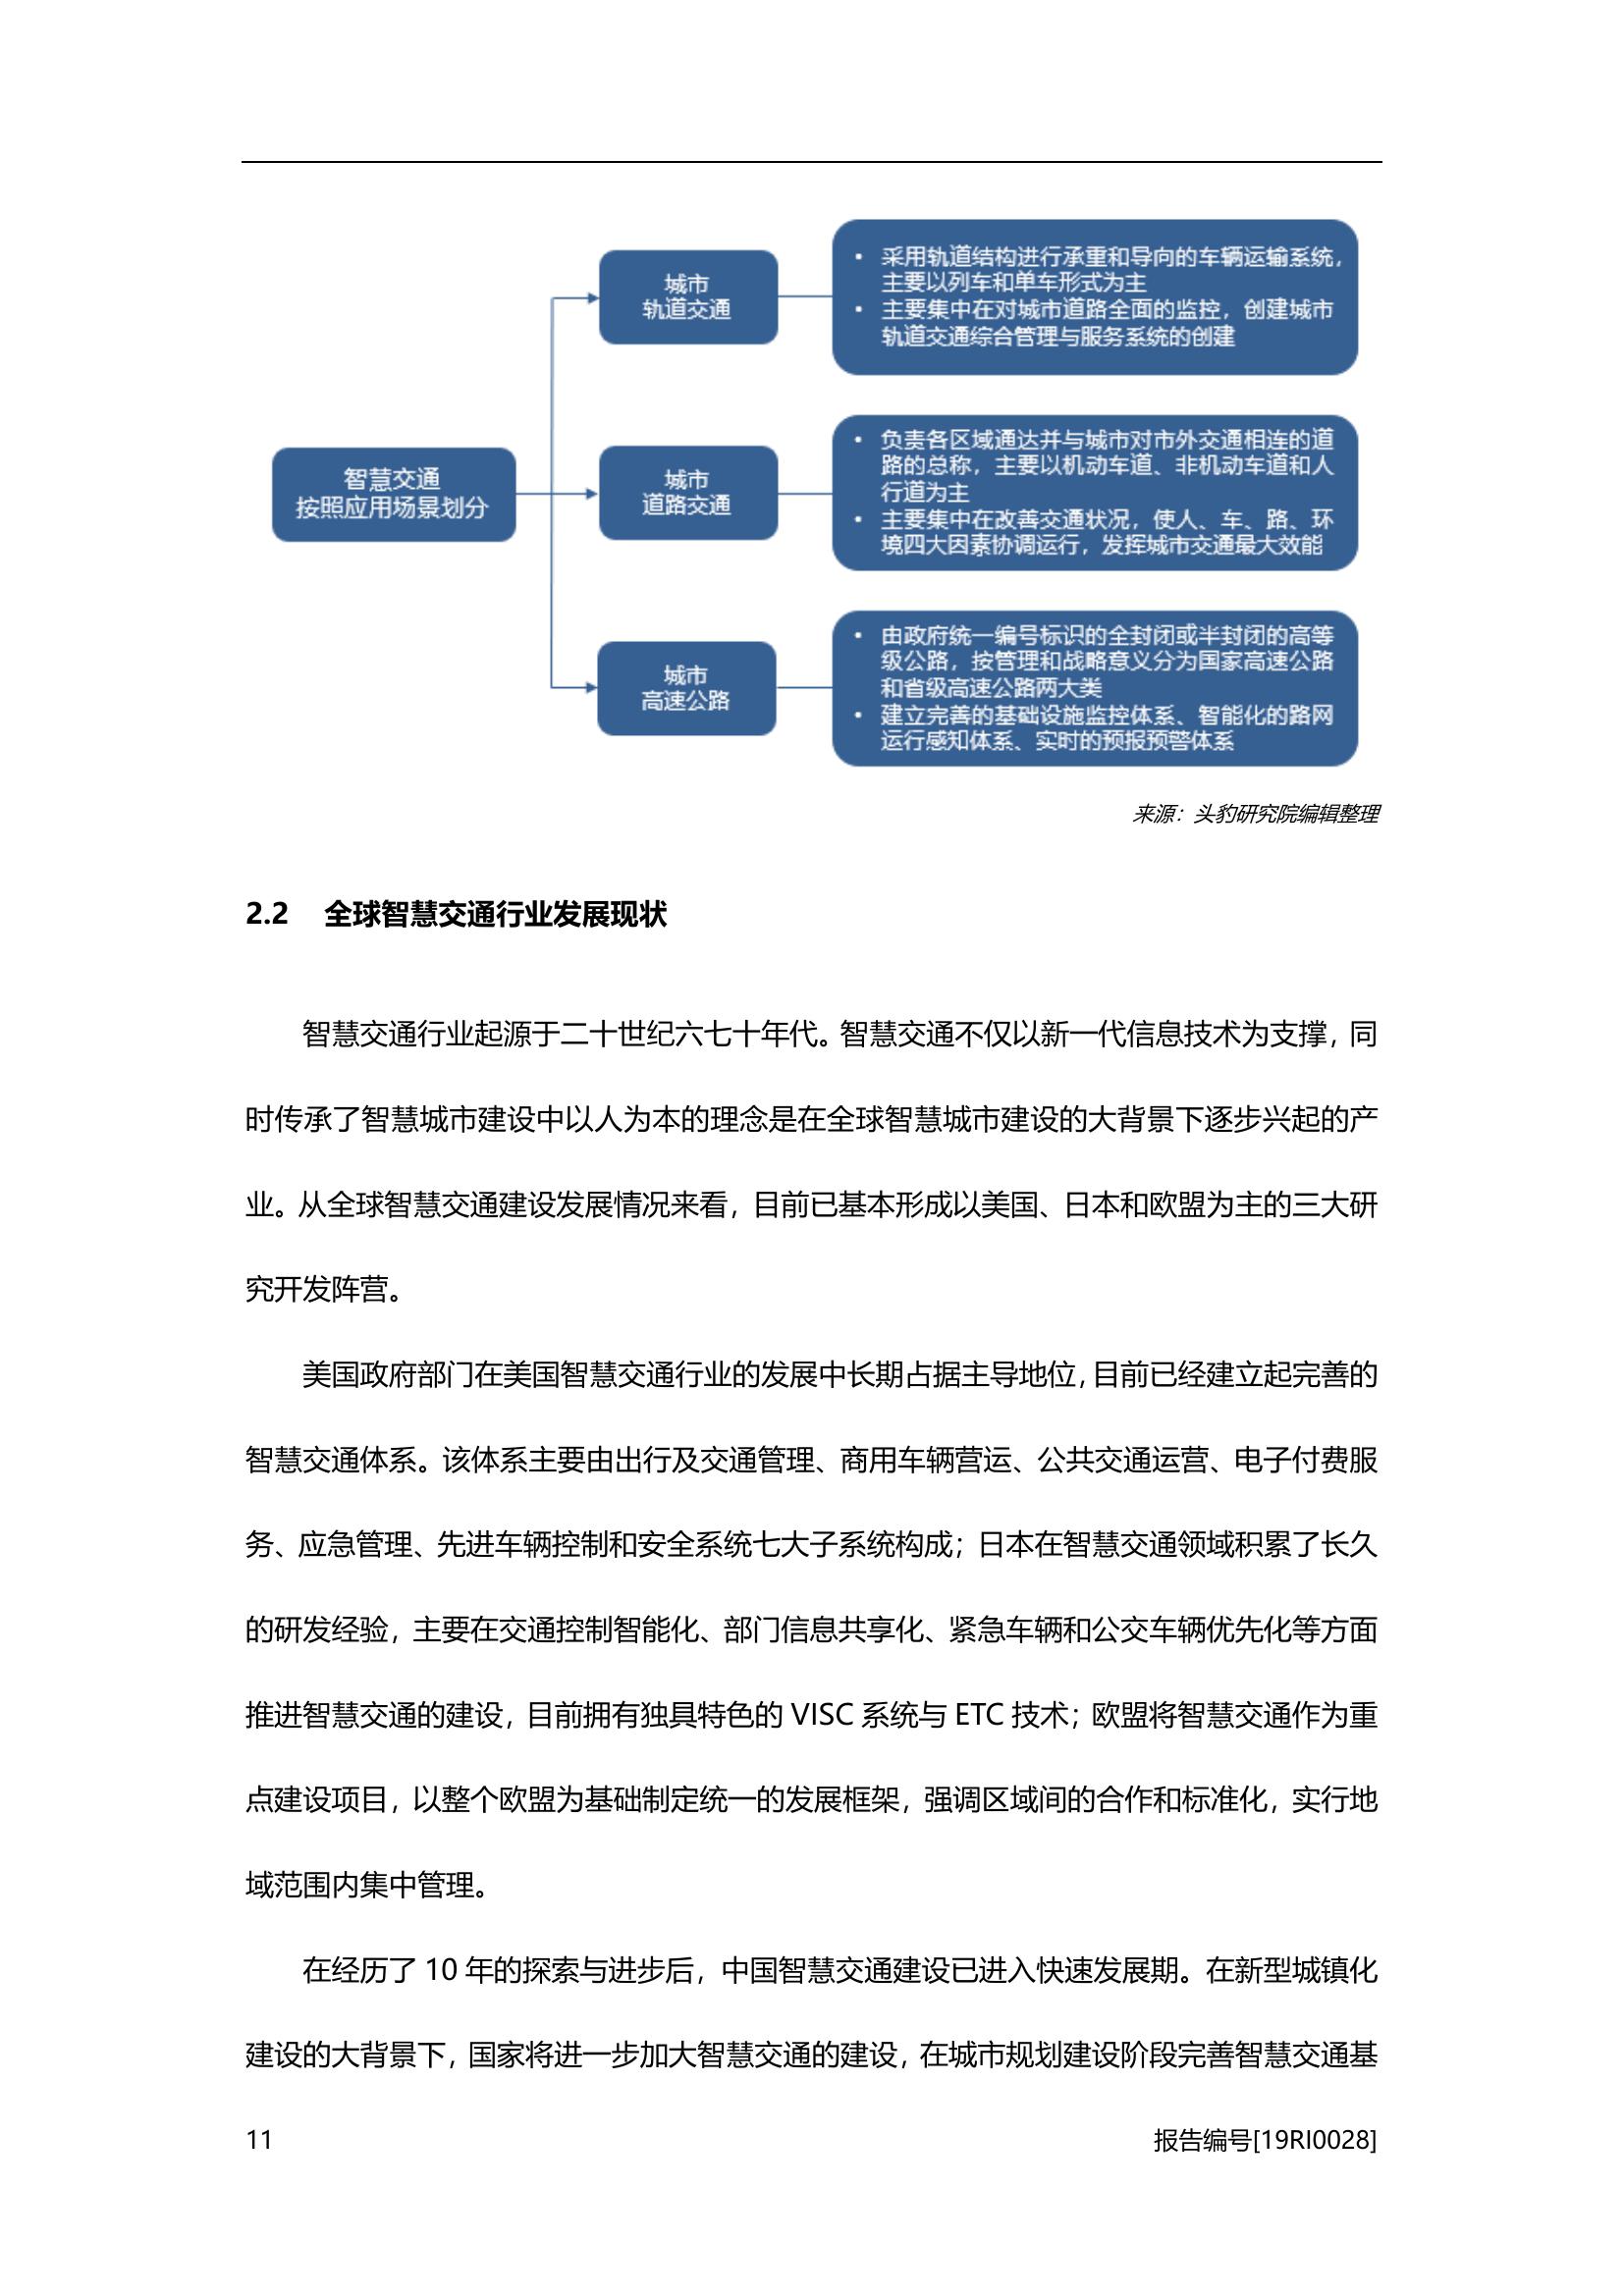 智慧交通
按照应用场景划分
城市
轨道交通
• 采用轨道结构进行承重和导向的车辆运输系统，
主要以列车和单车形式为主
• 主要集中在对城市道路全面的监控，创建城市
轨道交通综合管理与服务系统的创建
城市
道路交通
• 负责各区域通达并与城市对市外交通相连的道
路的总称，主要以机动车道、非机动车道和人
行道为主
• 主要集中在改善交通状况，使人、车、路、环
境四大因素协调运行，发挥城市交通最大效能
城市
高速公路
• 由政府统一编号标识的全封闭或半封闭的高等
级公路，按管理和战略意义分为国家高速公路
和省级高速公路两大类
• 建立完善的基础设施监控体系、智能化的路网
运行感知体系、实时的预报预警体系
来源：头豹研究院编辑整理
2.2 全球智慧交通行业发展现状
智慧交通行业起源于二十世纪六七十年代。智慧交通不仅以新一代信息技术为支撑，同
时传承了智慧城市建设中以人为本的理念是在全球智慧城市建设的大背景下逐步兴起的产
业。从全球智慧交通建设发展情况来看，目前已基本形成以美国、日本和欧盟为主的三大研
究开发阵营。
美国政府部门在美国智慧交通行业的发展中长期占据主导地位，目前已经建立起完善的
智慧交通体系。该体系主要由出行及交通管理、商用车辆营运、公共交通运营、电子付费服
务、应急管理、先进车辆控制和安全系统七大子系统构成；日本在智慧交通领域积累了长久
的研发经验，主要在交通控制智能化、部门信息共享化、紧急车辆和公交车辆优先化等方面
推进智慧交通的建设，目前拥有独具特色的 VISC 系统与 ETC 技术；欧盟将智慧交通作为重
点建设项目，以整个欧盟为基础制定统一的发展框架，强调区域间的合作和标准化，实行地
域范围内集中管理。
在经历了 10 年的探索与进步后，中国智慧交通建设已进入快速发展期。在新型城镇化
建设的大背景下，国家将进一步加大智慧交通的建设，在城市规划建设阶段完善智慧交通基
11 报告编号[19RI0028]